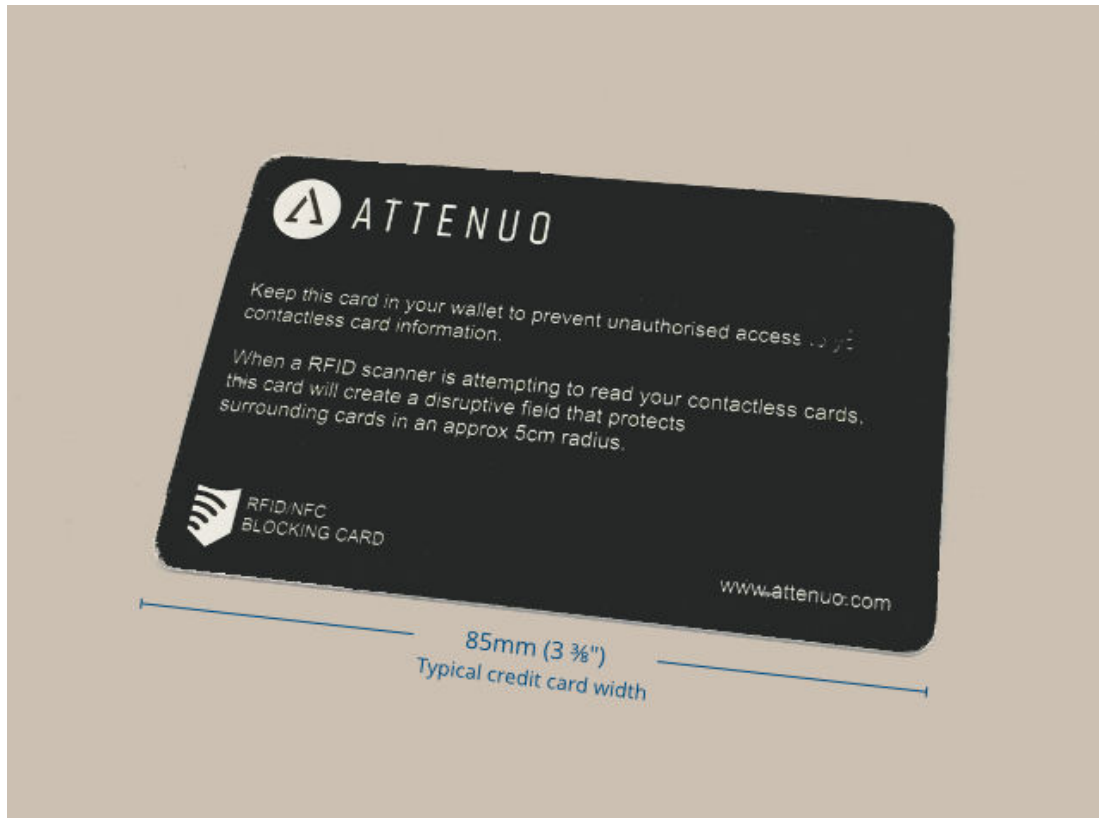 ATTENUO
Keep this card in your wallet to prevent unauthorised access
contactless card information.
When a RFID scanner is attempting to read your contactless cards,
this card will create a disruptive field that protects
surrounding cards in an approx 5cm radius.
RFID/NFC
BLOCKING CARD
www.attenuo.com
85mm (3 ⅜")
Typical credit card width